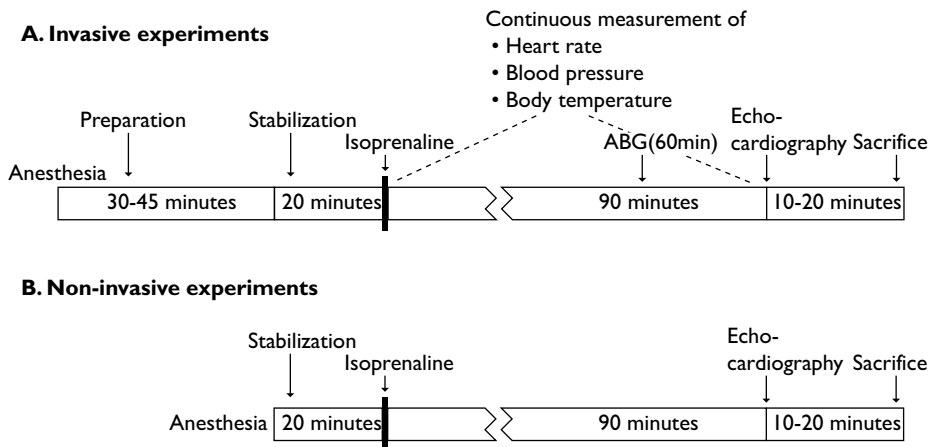 A. Invasive experiments
Continuous measurement of
• Heart rate
• Blood pressure
• Body temperature
Preparation
Stabilization
Isoprenaline
ABG(60min)
Echo-
cardiography
Sacrifice
Anesthesia
30-45 minutes
20 minutes
90 minutes
10-20 minutes
B. Non-invasive experiments
Stabilization
Isoprenaline
Echo-
cardiography
Sacrifice
Anesthesia
20 minutes
90 minutes
10-20 minutes